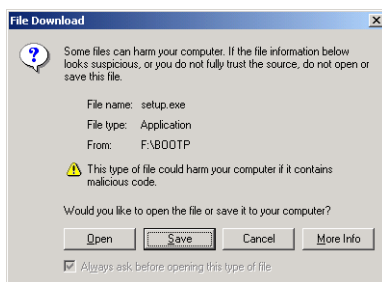 File Download
Some files can harm your computer. If the file information below
looks suspicious, or you do not fully trust the source, do not open or
save this file.
File name: setup.exe
File type: Application
From: F:\BOOTP
This type of file could harm your computer if it contains
malicious code.
Would you like to open the file or save it to your computer?
Open Save Cancel More Info
Always ask before opening this type of file